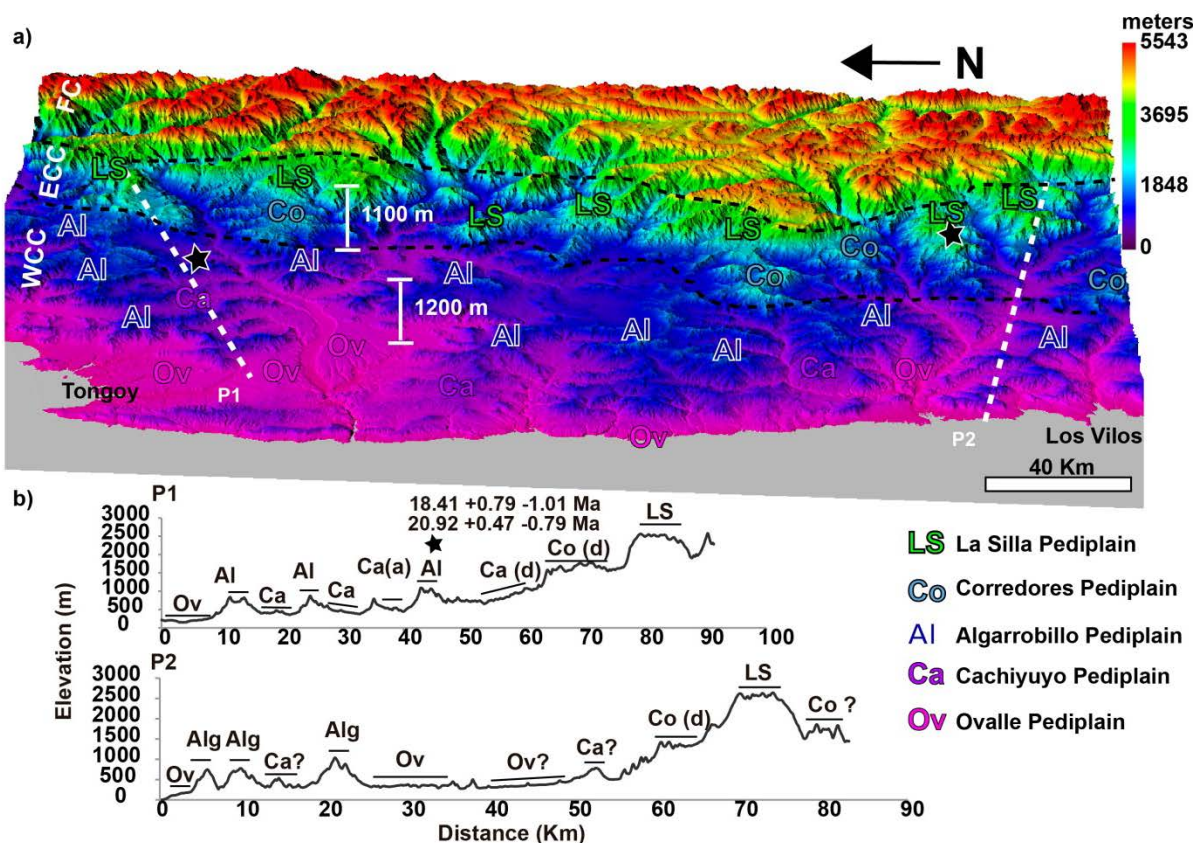 a)
meters
5543
3695
1848
0
N
FC
ECC
WCC
LS
LS
LS
LS
LS
LS
LS
Co
Co
Co
Co
1100 m
1200 m
Al
Al
Al
Al
Al
Al
Al
Al
Al
Al
Ca
Ca
Ca
Ov
Ov
Ov
Ov
Ov
Tongoy
P1
P2
Los Vilos
40 Km
b)
P1
18.41 +0.79 -1.01 Ma
20.92 +0.47 -0.79 Ma
3000
2500
2000
1500
1000
500
0
Ov
Al
Ca
Al
Ca
Ca(a)
Al
Ca (d)
Co (d)
LS
10 20 30 40 50 60 70 80 90 100
P2
3000
2500
2000
1500
1000
500
0
Ov
Alg
Alg
Ca?
Alg
Ov
Ov?
Ca?
Co (d)
LS
Co ?
0 10 20 30 40 50 60 70 80 90
Elevation (m)
Distance (Km)
LS La Silla Pediplain
Co Corredores Pediplain
Al Algarrobillo Pediplain
Ca Cachiyuyo Pediplain
Ov Ovalle Pediplain